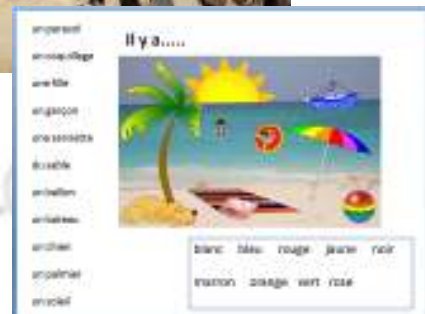 un parasol
Il y a.....
un coquillage
une fille
un garçon
une serviette
du sable
un ballon
un bateau
un chien
un palmier
un soleil
blanc bleu rouge jaune noir
marron orange vert rose